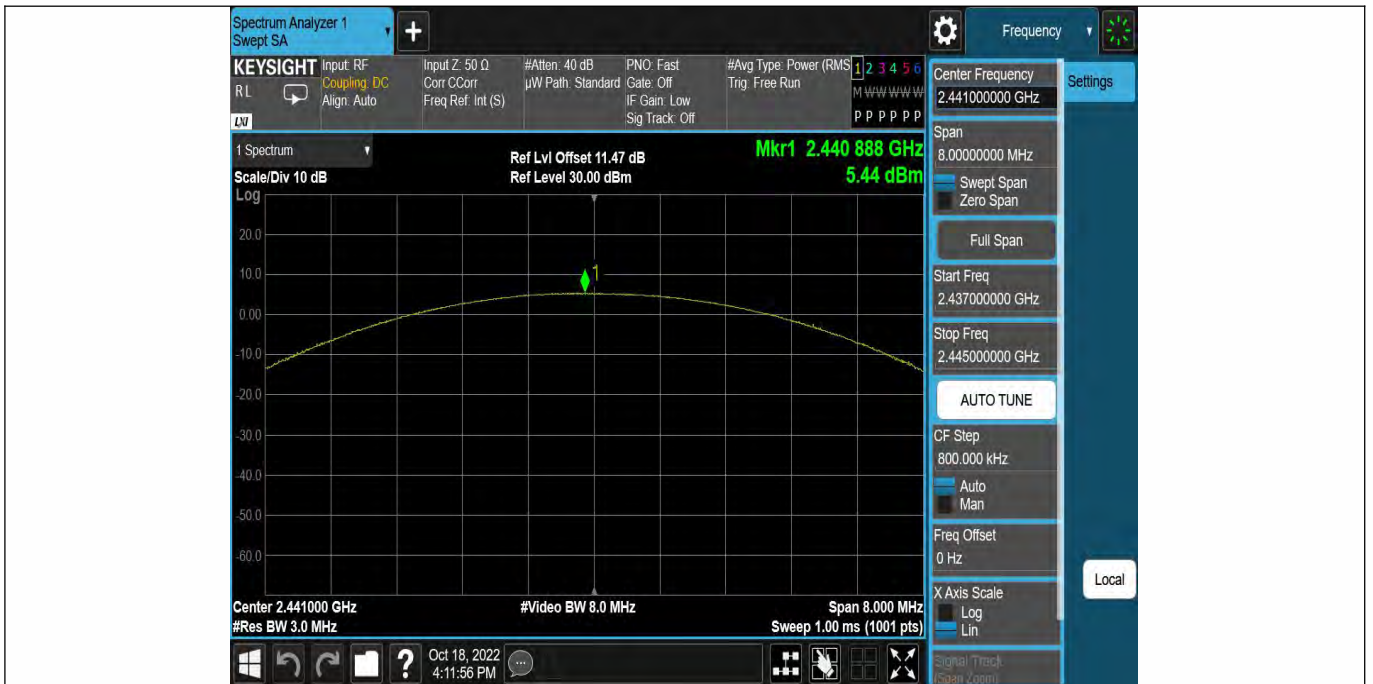 Spectrum Analyzer 1
Swept SA
Frequency
KEYSIGHT
RL
LXI
Input: RF
Coupling: DC
Align: Auto
Input Z: 50 Ω
Corr CCorr
Freq Ref: Int (S)
#Atten: 40 dB
µW Path: Standard
PNO: Fast
Gate: Off
IF Gain: Low
Sig Track: Off
#Avg Type: Power (RMS
Trig: Free Run
1 2 3 4 5 6
M W W W W W
P P P P P P
1 Spectrum
Scale/Div 10 dB
Log
Ref Lvl Offset 11.47 dB
Ref Level 30.00 dBm
Mkr1 2.440 888 GHz
5.44 dBm
20.0
10.0
0.00
-10.0
-20.0
-30.0
-40.0
-50.0
-60.0
1
Center 2.441000 GHz
#Res BW 3.0 MHz
#Video BW 8.0 MHz
Span 8.000 MHz
Sweep 1.00 ms (1001 pts)
Oct 18, 2022
4:11:56 PM
Center Frequency
2.441000000 GHz
Span
8.00000000 MHz
Swept Span
Zero Span
Full Span
Start Freq
2.437000000 GHz
Stop Freq
2.445000000 GHz
AUTO TUNE
CF Step
800.000 kHz
Auto
Man
Freq Offset
0 Hz
X Axis Scale
Log
Lin
Signal Track
(Span Zoom)
Settings
Local